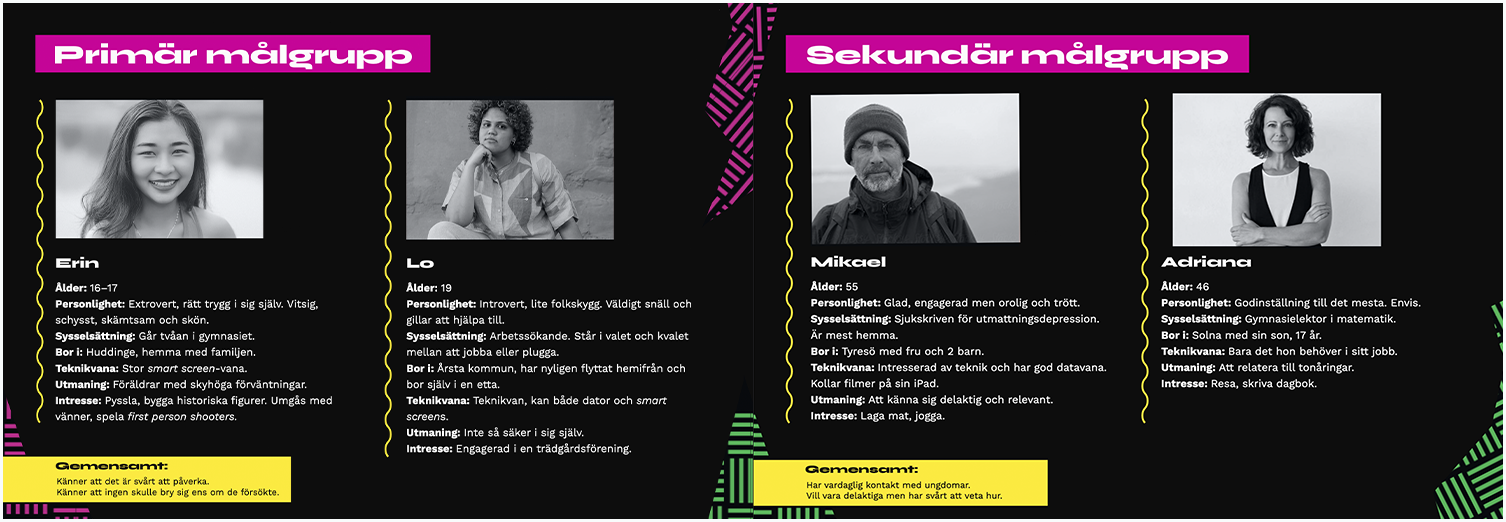 Primär målgrupp
Erin
Ålder: 16–17
Personlighet: Extrovert, rätt trygg i sig själv. Vitsig,
schysst, skämtsam och skön.
Sysselsättning: Går tvåan i gymnasiet.
Bor i: Huddinge, hemma med familjen.
Teknikvana: Stor smart screen-vana.
Utmaning: Föräldrar med skyhöga förväntningar.
Intresse: Pyssla, bygga historiska figurer. Umgås med
vänner, spela first person shooters.
Lo
Ålder: 19
Personlighet: Introvert, lite folkskygg. Väldigt snäll och
gillar att hjälpa till.
Sysselsättning: Arbetssökande. Står i valet och kvalet
mellan att jobba eller plugga.
Bor i: Årsta kommun, har nyligen flyttat hemifrån och
bor själv i en etta.
Teknikvana: Teknikvan, kan både dator och smart
screens.
Utmaning: Inte så säker i sig själv.
Intresse: Engagerad i en trädgårdsförening.
Gemensamt:
Känner att det är svårt att påverka.
Känner att ingen skulle bry sig ens om de försökte.
Sekundär målgrupp
Mikael
Ålder: 55
Personlighet: Glad, engagerad men orolig och trött.
Sysselsättning: Sjukskriven för utmattningsdepression.
Är mest hemma.
Bor i: Tyresö med fru och 2 barn.
Teknikvana: Intresserad av teknik och har god datavana.
Kollar filmer på sin iPad.
Utmaning: Att känna sig delaktig och relevant.
Intresse: Laga mat, jogga.
Adriana
Ålder: 46
Personlighet: Godinställning till det mesta. Envis.
Sysselsättning: Gymnasielektor i matematik.
Bor i: Solna med sin son, 17 år.
Teknikvana: Bara det hon behöver i sitt jobb.
Utmaning: Att relatera till tonåringar.
Intresse: Resa, skriva dagbok.
Gemensamt:
Har vardaglig kontakt med ungdomar.
Vill vara delaktiga men har svårt att veta hur.